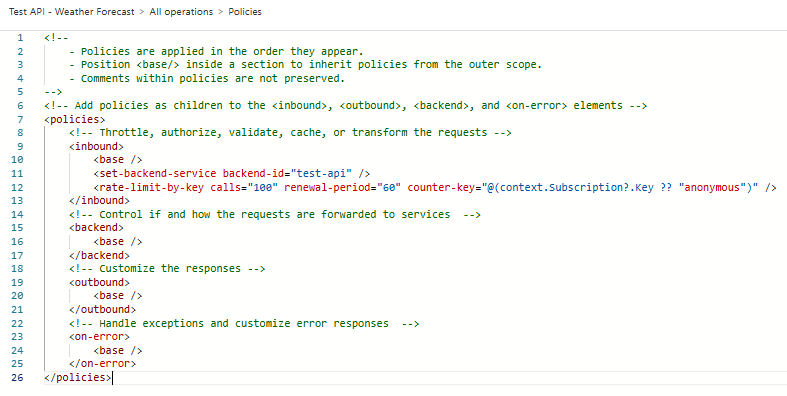 Test API - Weather Forecast > All operations > Policies
1 <!--
2     - Policies are applied in the order they appear.
3     - Position <base/> inside a section to inherit policies from the outer scope.
4     - Comments within policies are not preserved.
5 -->
6 <!-- Add policies as children to the <inbound>, <outbound>, <backend>, and <on-error> elements -->
7 <policies>
8     <!-- Throttle, authorize, validate, cache, or transform the requests -->
9     <inbound>
10         <base />
11         <set-backend-service backend-id="test-api" />
12         <rate-limit-by-key calls="100" renewal-period="60" counter-key="@(context.Subscription?.Key ?? "anonymous")" />
13     </inbound>
14     <!-- Control if and how the requests are forwarded to services  -->
15     <backend>
16         <base />
17     </backend>
18     <!-- Customize the responses -->
19     <outbound>
20         <base />
21     </outbound>
22     <!-- Handle exceptions and customize error responses  -->
23     <on-error>
24         <base />
25     </on-error>
26 </policies>